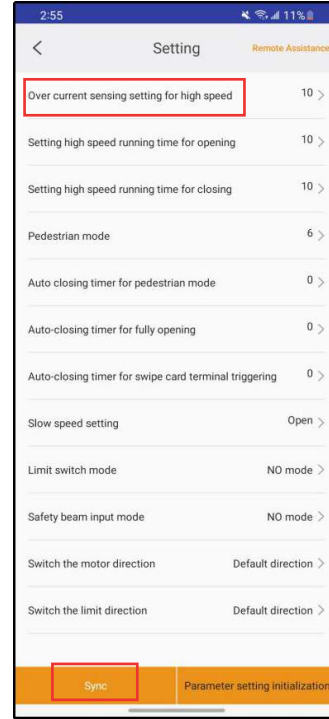 2:55 11%
Setting Remote Assistance
Over current sensing setting for high speed 10
Setting high speed running time for opening 10
Setting high speed running time for closing 10
Pedestrian mode 6
Auto closing timer for pedestrian mode 0
Auto-closing timer for fully opening 0
Auto-closing timer for swipe card terminal triggering 0
Slow speed setting Open
Limit switch mode NO mode
Safety beam input mode NO mode
Switch the motor direction Default direction
Switch the limit direction Default direction
Sync Parameter setting initialization